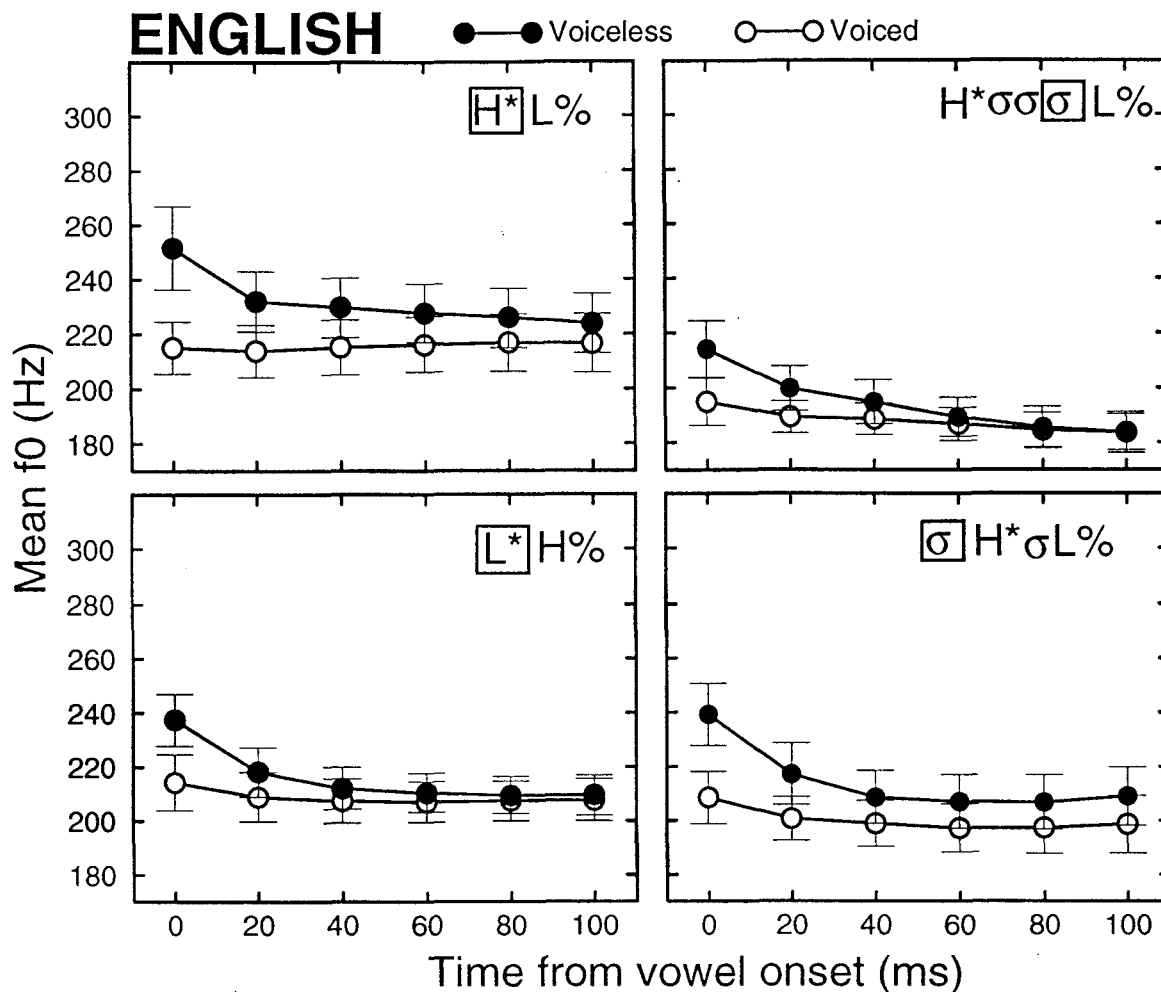 ENGLISH Voiceless Voiced
H* L%
H*σσσ L%
300
280
260
240
220
200
180
L* H%
σ H*σL%
300
280
260
240
220
200
180
Mean f0 (Hz)
0 20 40 60 80 100
0 20 40 60 80 100
Time from vowel onset (ms)